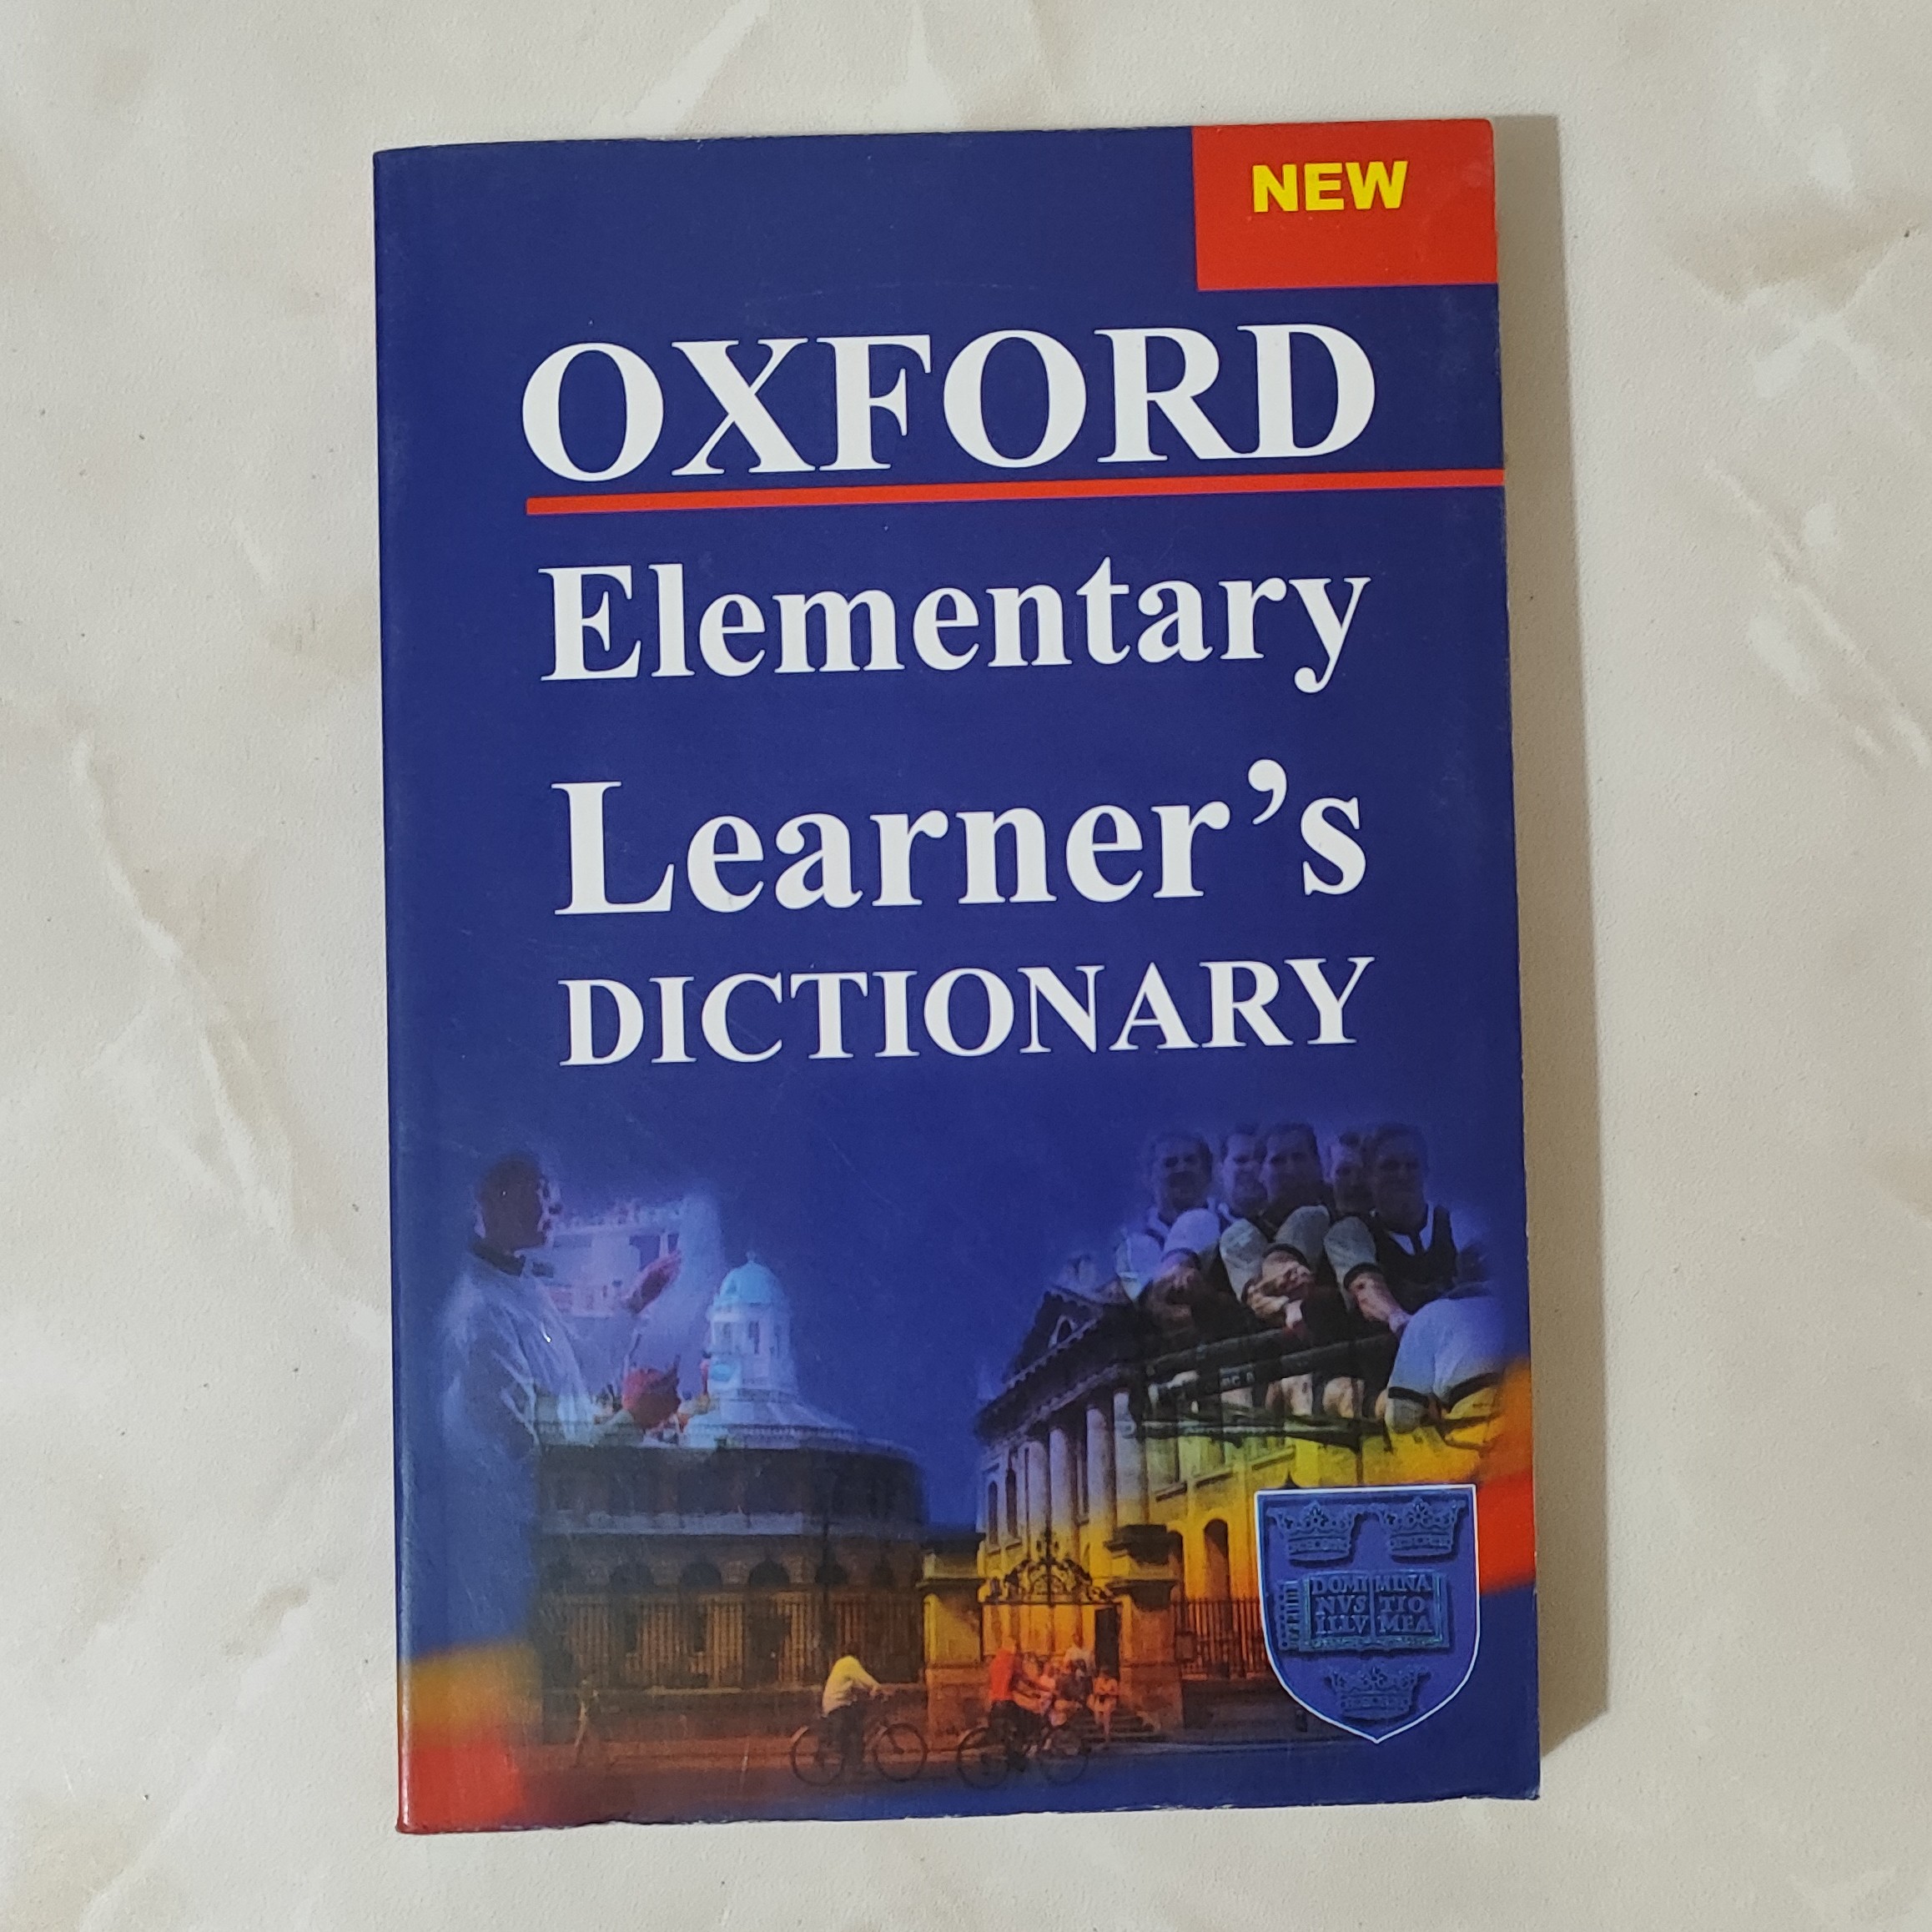 NEW
OXFORD
Elementary
Learner’s
DICTIONARY
DOMI MINA
NVS TIO
ILLV MEA